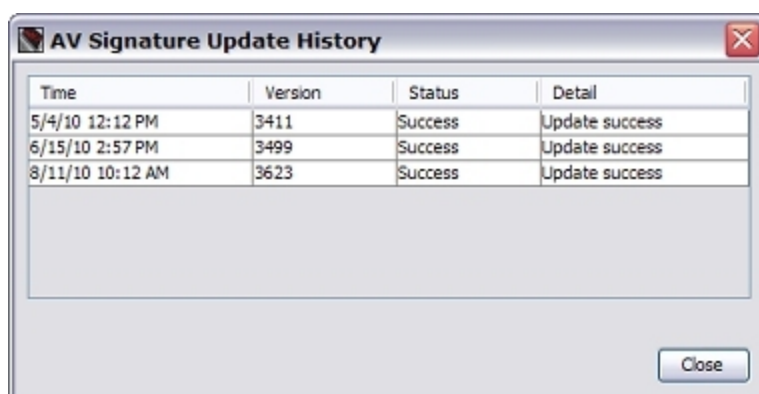 AV Signature Update History
Time Version Status Detail
5/4/10 12:12 PM 3411 Success Update success
6/15/10 2:57 PM 3499 Success Update success
8/11/10 10:12 AM 3623 Success Update success
Close